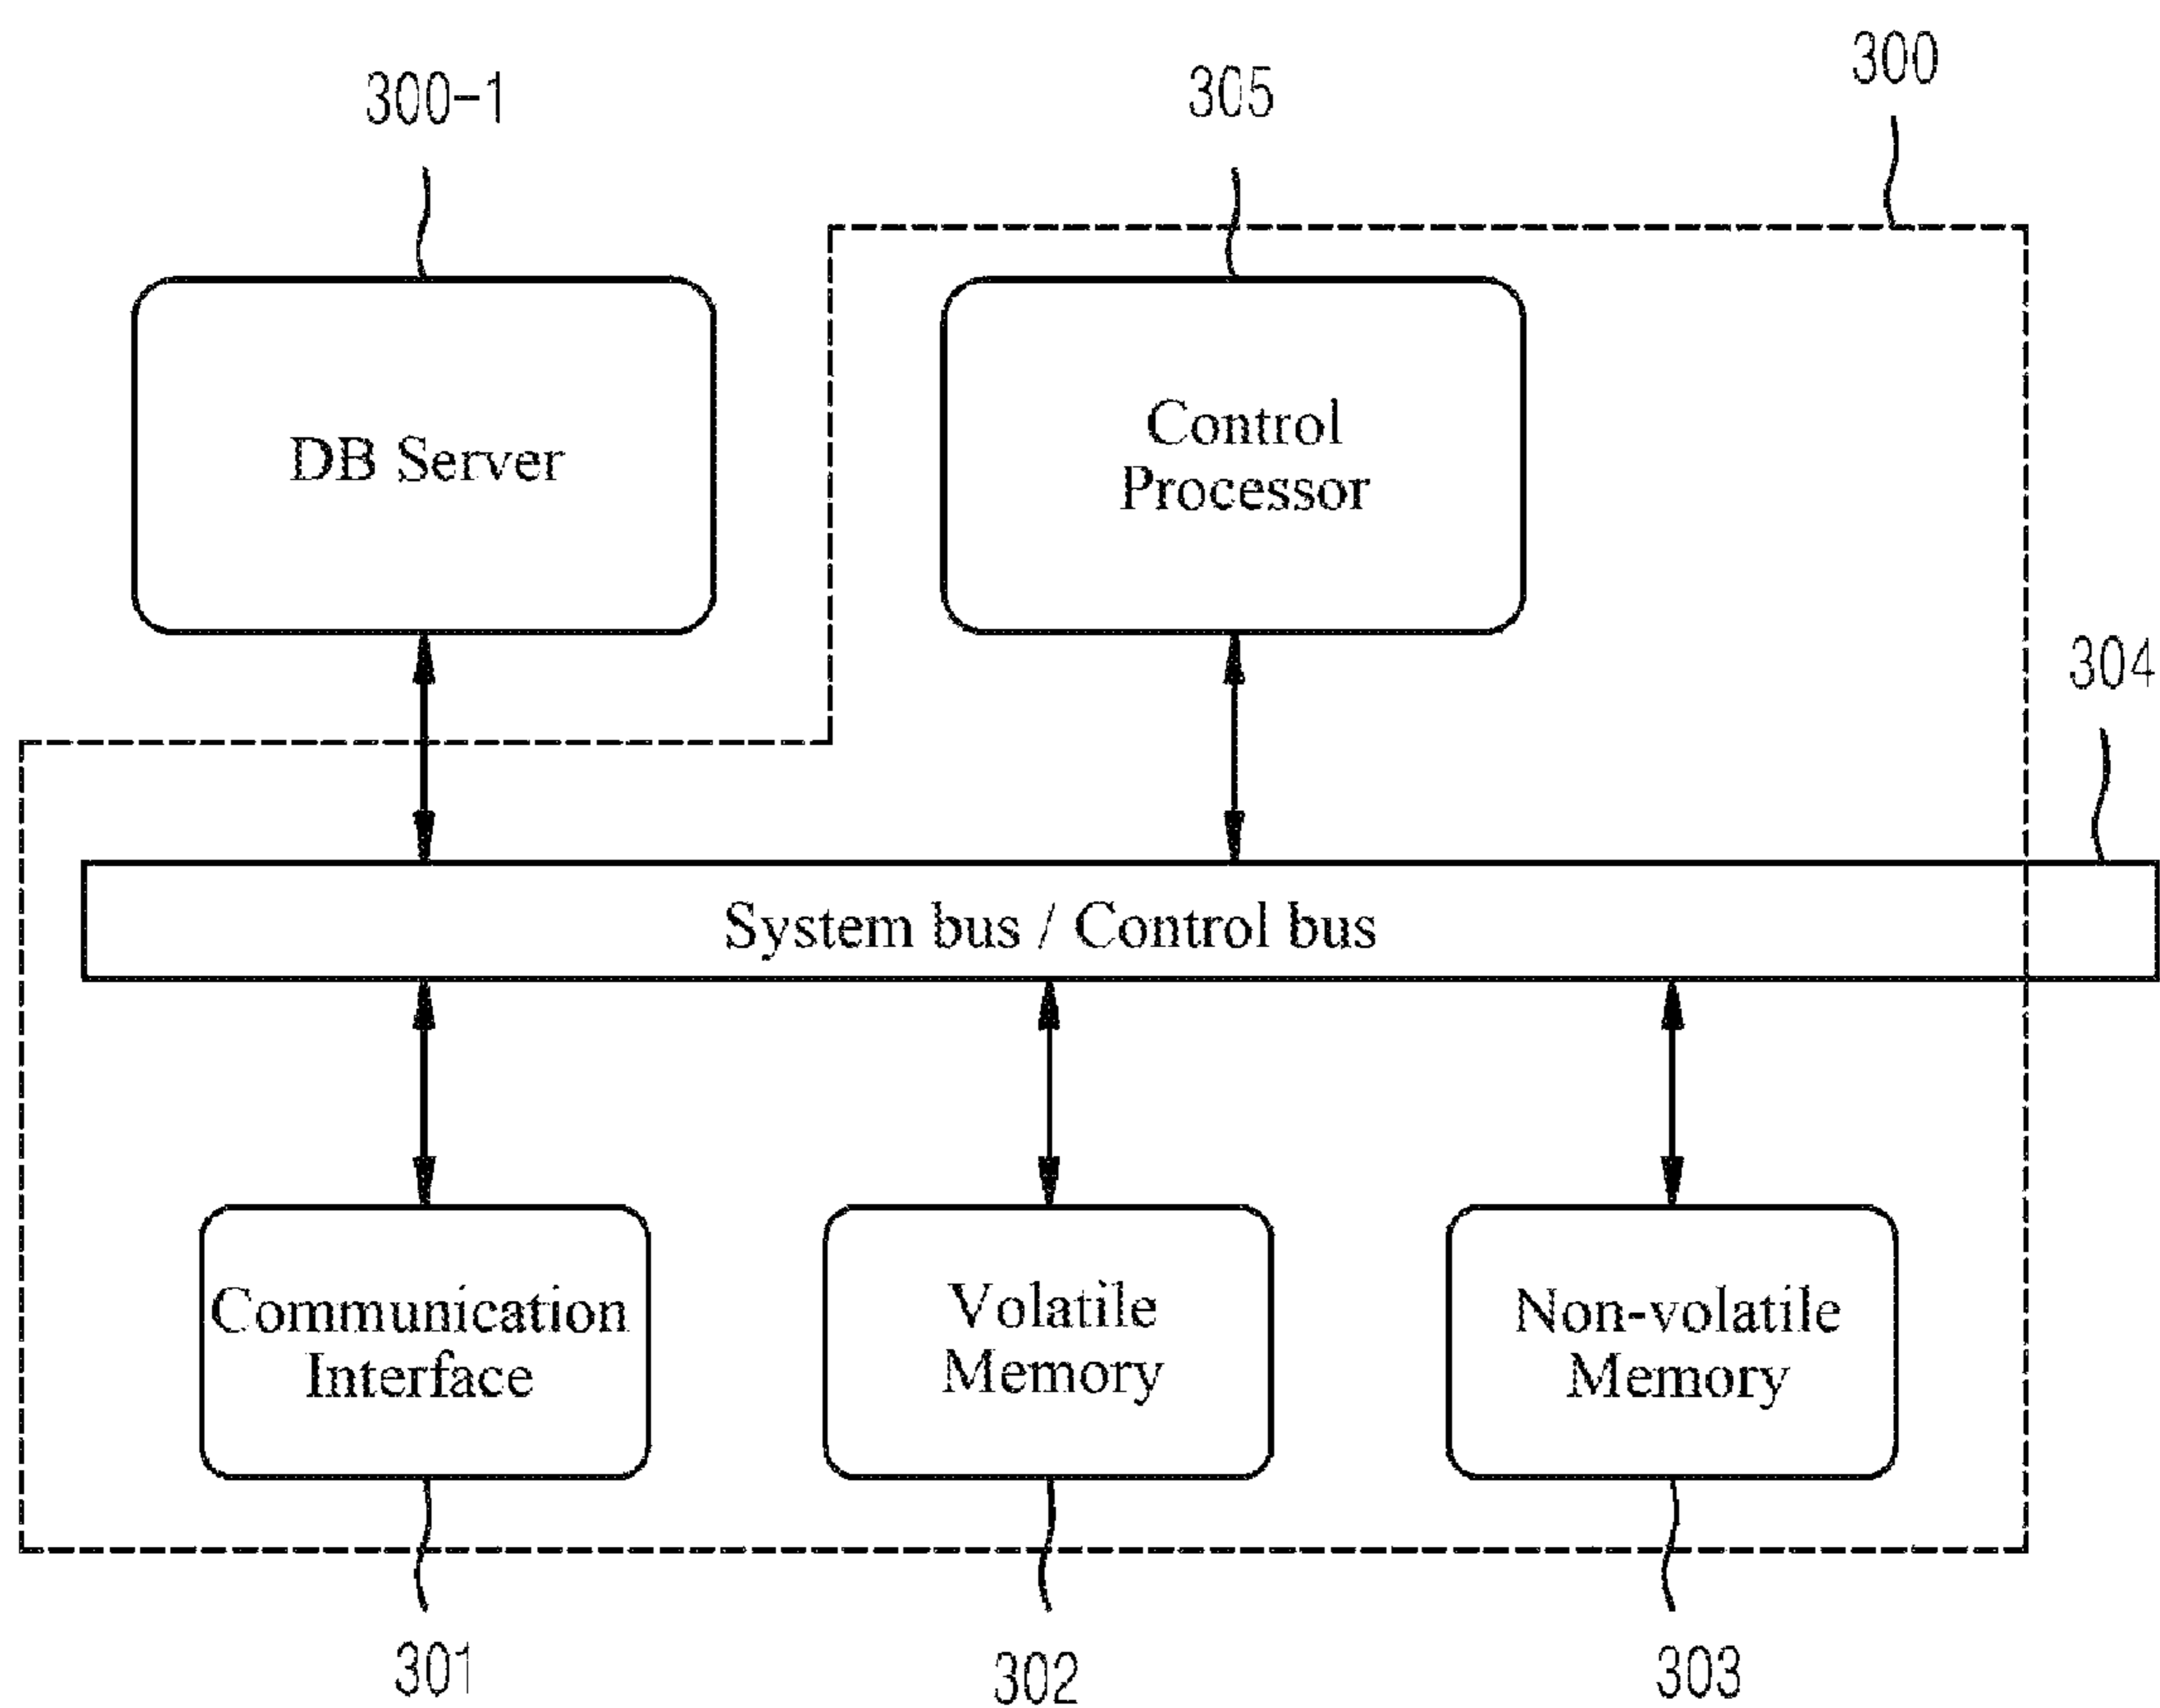 300-1
305
300
DB Server
Control
Processor
304
System bus / Control bus
Communication
Interface
Volatile
Memory
Non-volatile
Memory
301
302
303